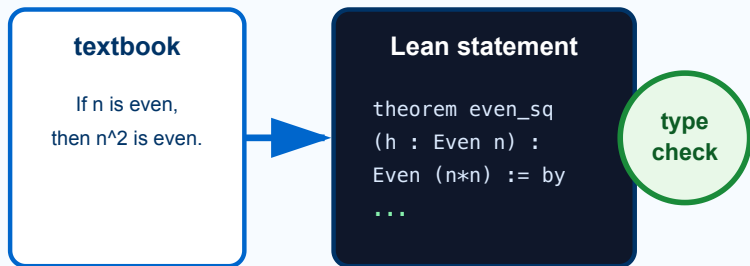 textbook
If n is even,
then n^2 is even.
Lean statement
theorem even_sq
(h : Even n) :
Even (n*n) := by
...
type
check